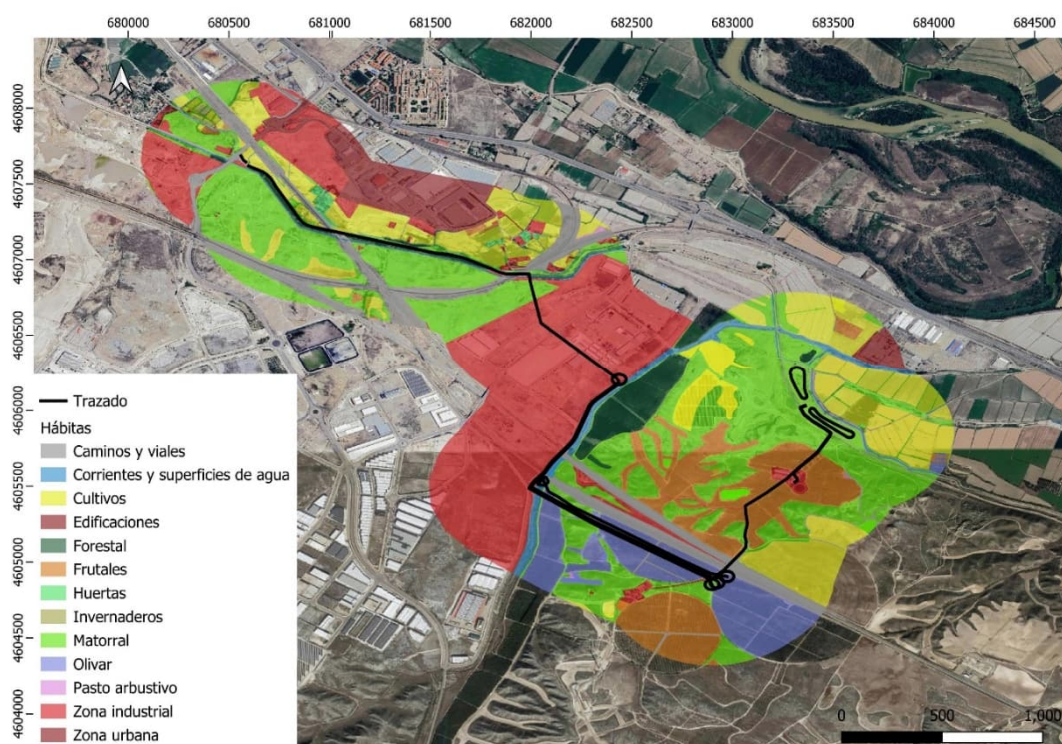 680000 680500 681000 681500 682000 682500 683000 683500 684000 684500
4608000
4607500
4607000
4606500
4606000
4605500
4605000
4604500
4604000
Trazado
Hábitas
Caminos y viales
Corrientes y superficies de agua
Cultivos
Edificaciones
Forestal
Frutales
Huertas
Invernaderos
Matorral
Olivar
Pasto arbustivo
Zona industrial
Zona urbana
0 500 1,000